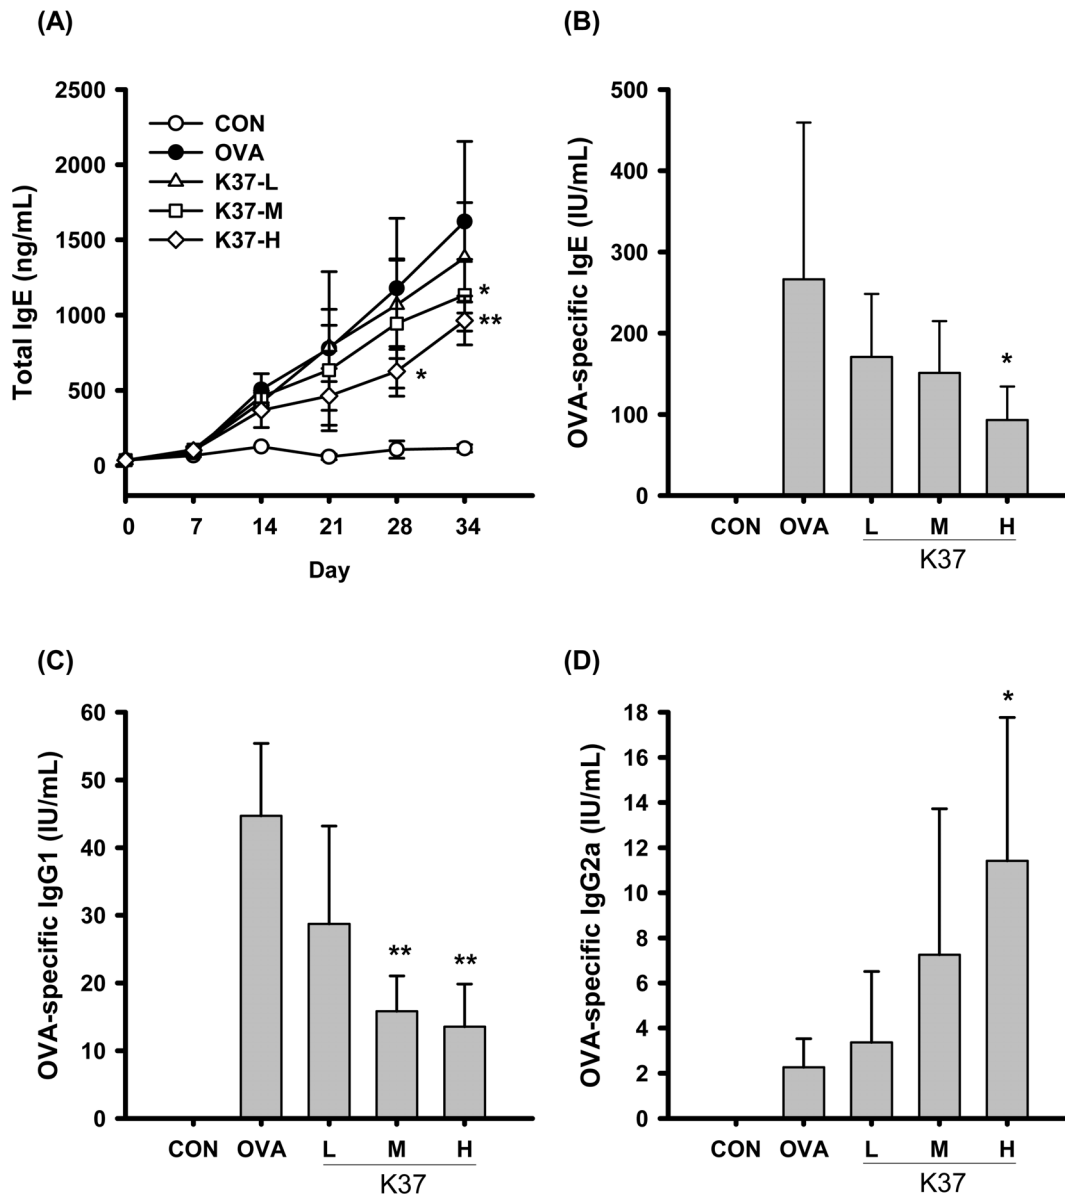 (A)
Total IgE (ng/mL)
2500
2000
1500
1000
500
0
CON
OVA
K37-L
K37-M
K37-H
*
**
*
0 7 14 21 28 34
Day
(B)
OVA-specific IgE (IU/mL)
500
400
300
200
100
0
*
CON OVA L M H
K37
(C)
OVA-specific IgG1 (IU/mL)
60
50
40
30
20
10
0
** **
CON OVA L M H
K37
(D)
OVA-specific IgG2a (IU/mL)
18
16
14
12
10
8
6
4
2
0
*
CON OVA L M H
K37